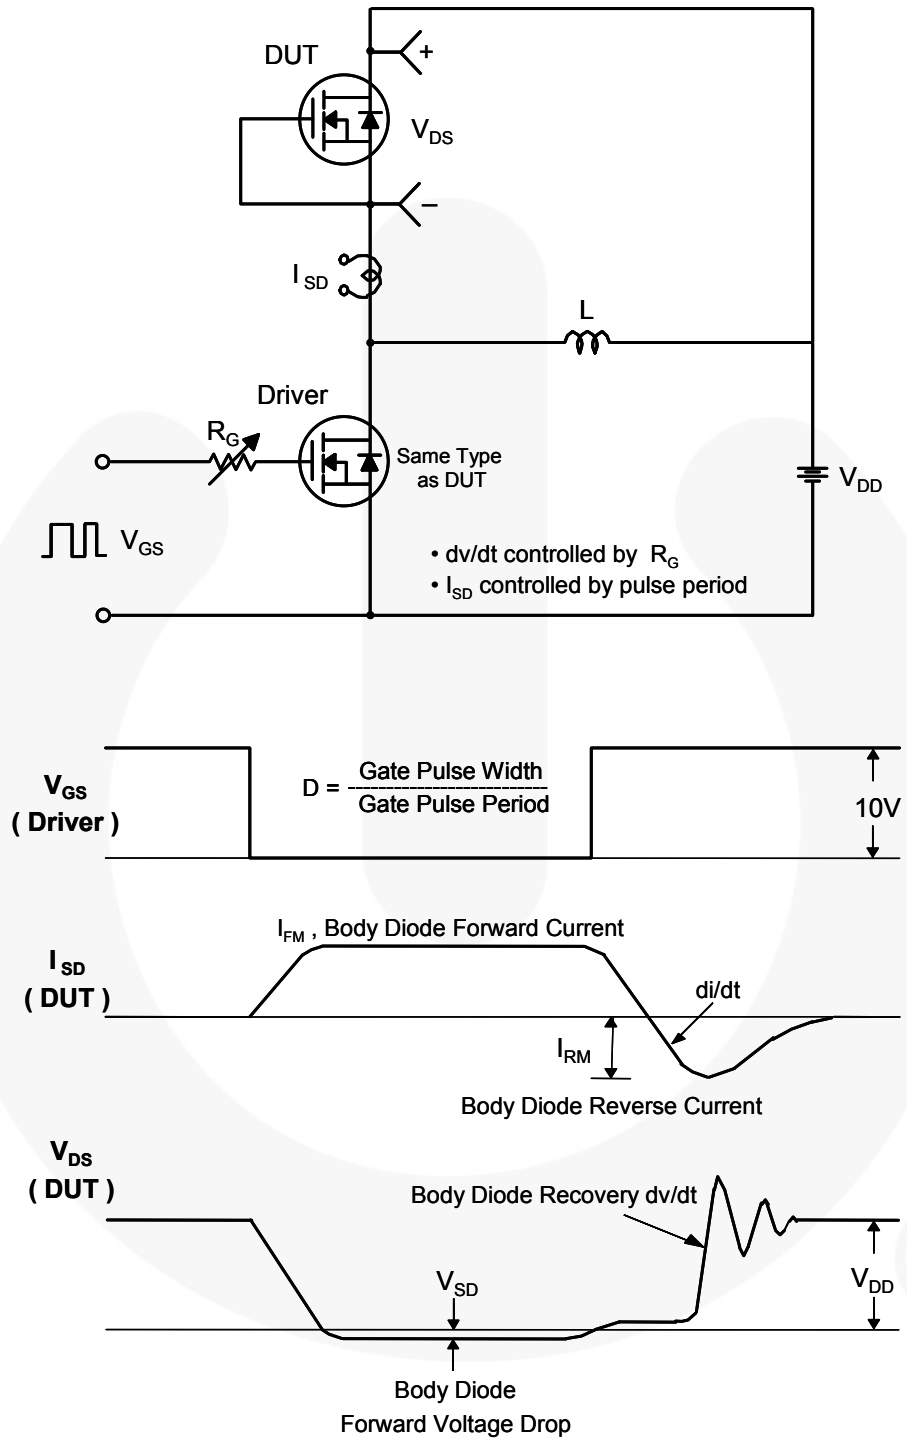 DUT
+
V_DS
−
I_SD
L
Driver
R_G
Same Type
as DUT
V_DD
V_GS
• dv/dt controlled by R_G
• I_SD controlled by pulse period
V_GS
( Driver )
D = Gate Pulse Width
Gate Pulse Period
10V
I_FM , Body Diode Forward Current
I_SD
( DUT )
di/dt
I_RM
Body Diode Reverse Current
V_DS
( DUT )
Body Diode Recovery dv/dt
V_SD
V_DD
Body Diode
Forward Voltage Drop